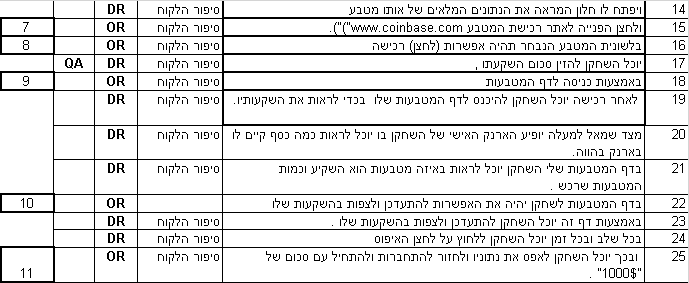 14 ויפתח לו חלון המראה את הנתונים המלאים של אותו מטבע סיפור הלקוח DR
15 ולחצן הפנייה לאתר רכישת המטבע www.coinbase.com")"). סיפור הלקוח OR 7
16 בלשונית המטבע הנבחר תהיה אפשרות (לחצן) רכישה סיפור הלקוח OR 8
17 יוכל השחקן להזין סכום השקעתו , סיפור הלקוח DR QA
18 באמצעות כניסה לדף המטבעות סיפור הלקוח OR 9
19 לאחר רכישה יוכל השחקן להיכנס לדף המטבעות שלו בכדי לראות את השקעותיו. סיפור הלקוח DR
20 מצד שמאל למעלה יופיע הארנק האישי של השחקן בו יוכל לראות כמה כסף קיים לו סיפור הלקוח DR
בארנק בהווה.
21 בדף המטבעות שלי השחקן יוכל לראות באיזה מטבעות הוא השקיע וכמות סיפור הלקוח DR
המטבעות שרכש .
22 בדף המטבעות לשחקן יהיה את האפשרות להתעדכן ולצפות בהשקעות שלו סיפור הלקוח OR 10
23 באמצעות דף זה יוכל השחקן להתעדכן ולצפות בהשקעות שלו . סיפור הלקוח DR
24 בכל שלב ובכל זמן יוכל השחקן ללחוץ על לחצן האיפוס סיפור הלקוח DR
25 ובכך יוכל השחקן לאפס את נתוניו ולחזור להתחברות ולהתחיל עם סכום של סיפור הלקוח OR 11
"1000$" .